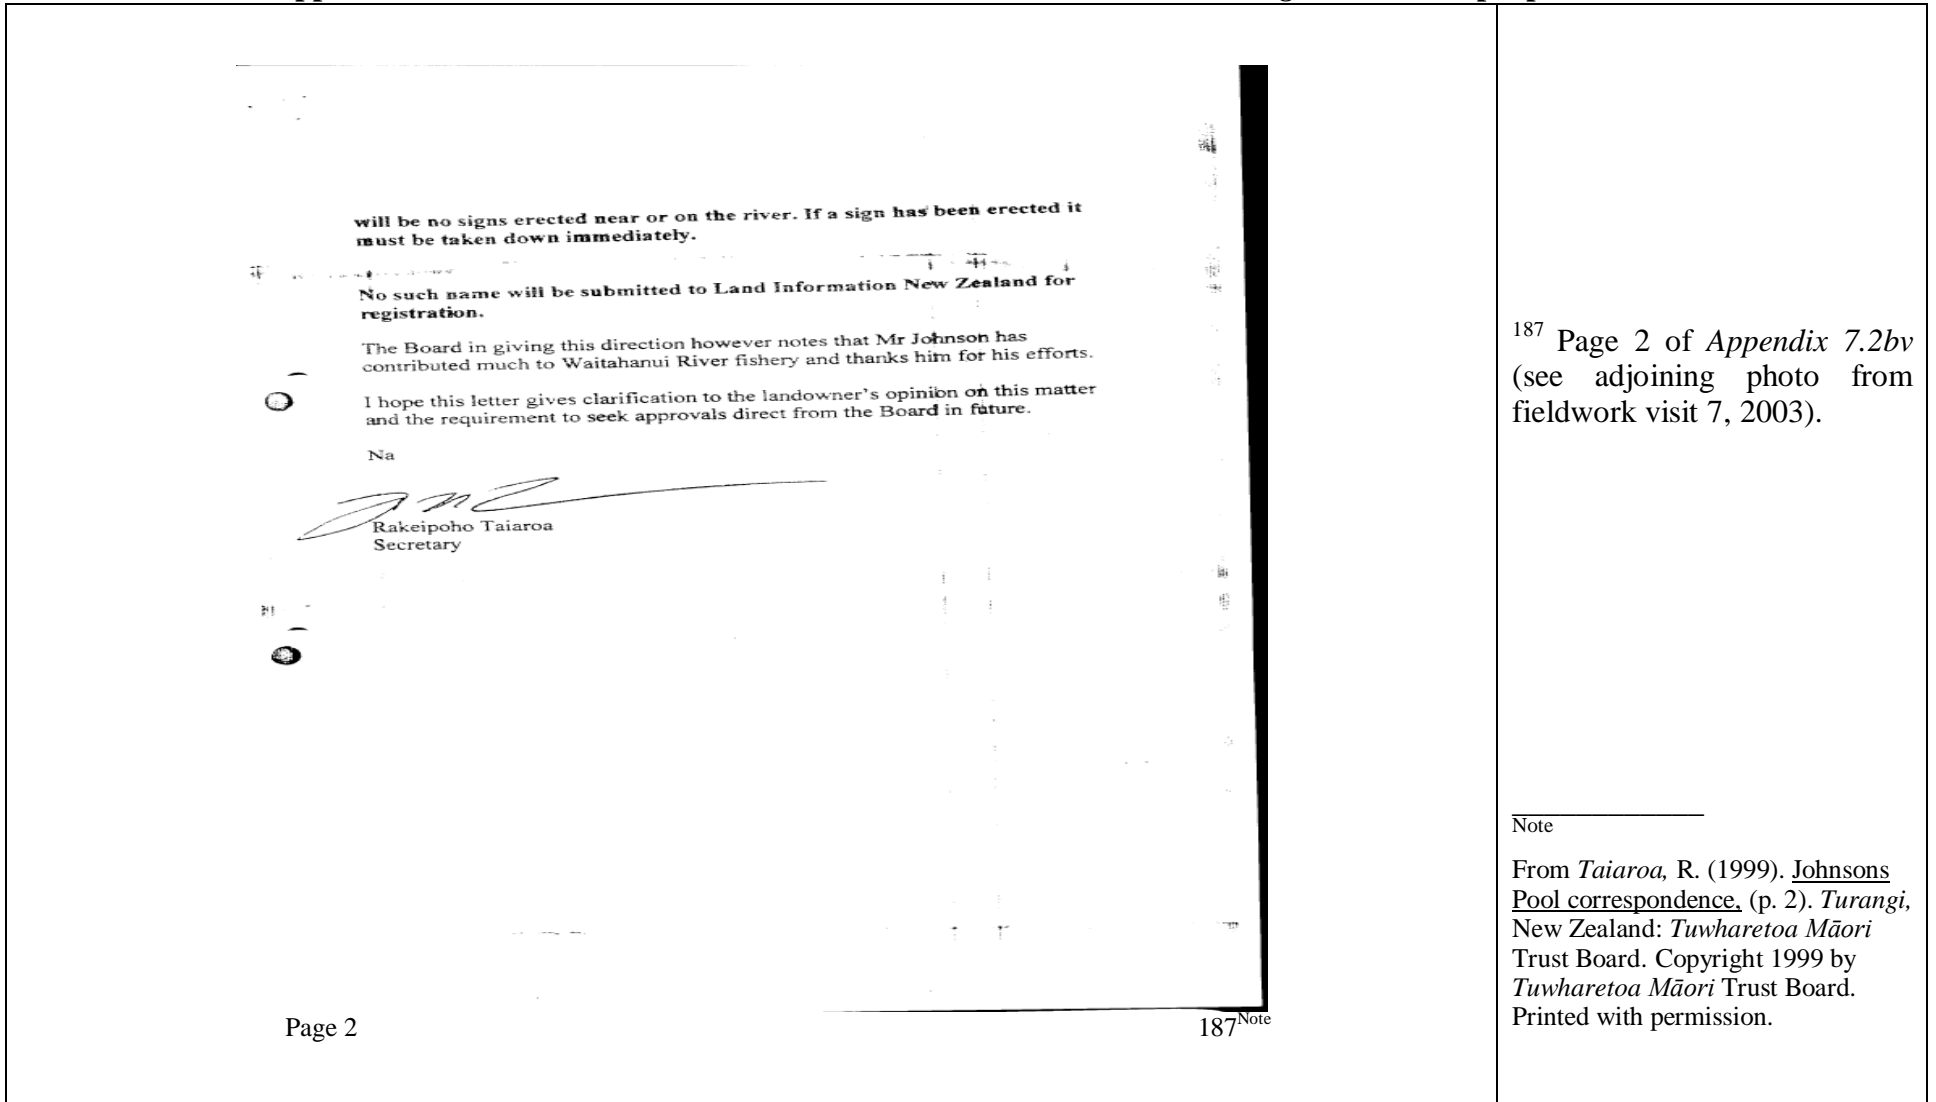 will be no signs erected near or on the river. If a sign has been erected it
must be taken down immediately.
No such name will be submitted to Land Information New Zealand for
registration.
The Board in giving this direction however notes that Mr Johnson has
contributed much to Waitahanui River fishery and thanks him for his efforts.
I hope this letter gives clarification to the landowner's opinion on this matter
and the requirement to seek approvals direct from the Board in future.
Na
Rakeipoho Taiaroa
Secretary
Page 2
187Note
187 Page 2 of Appendix 7.2bv
(see adjoining photo from
fieldwork visit 7, 2003).
Note
From Taiaroa, R. (1999). Johnsons
Pool correspondence, (p. 2). Turangi,
New Zealand: Tuwharetoa Māori
Trust Board. Copyright 1999 by
Tuwharetoa Māori Trust Board.
Printed with permission.